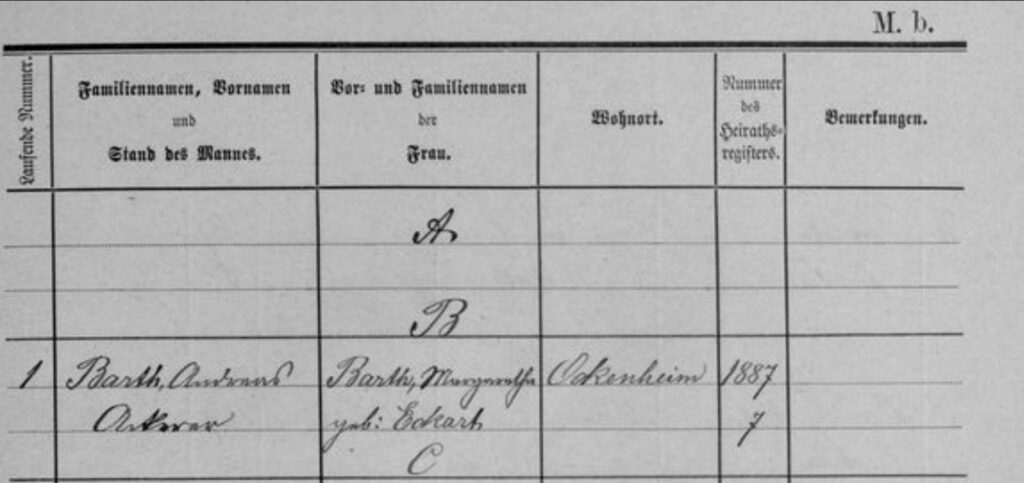 M. b.
Laufende Nummer.
Familiennamen, Vornamen
und
Stand des Mannes.
Vor- und Familiennamen
der
Frau.
Wohnort.
Nummer
des
Heiraths-
registers.
Bemerkungen.
A
B
1 Barth, Andreas Barth, Margaretha Ockenheim 1887
Ackerer geb: Eckart 7
C